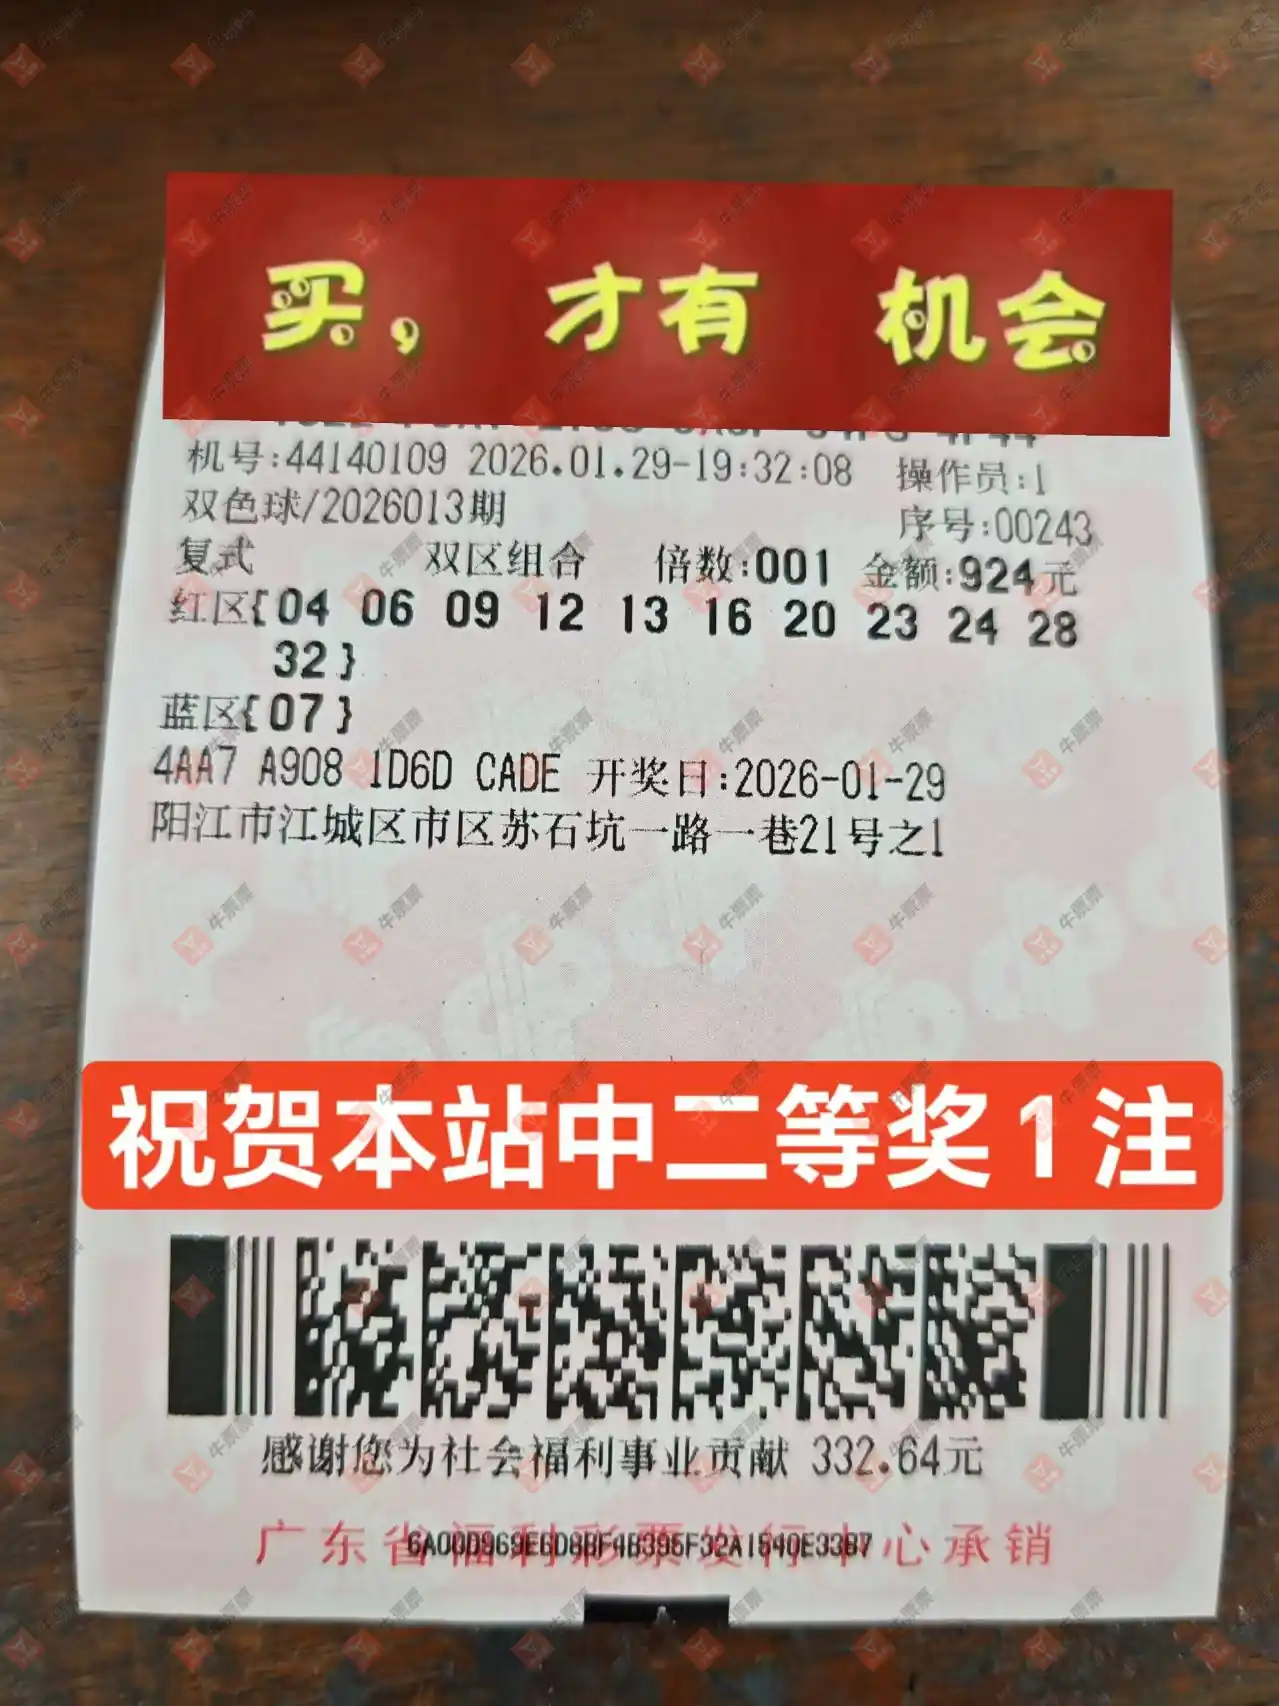 买，才有 机会
机号:44140109 2026.01.29-19:32:08 操作员:1
双色球/2026013期 序号:00243
复式 双区组合 倍数:001 金额:924元
红区{04 06 09 12 13 16 20 23 24 28
32}
蓝区{07}
4AA7 A908 1D6D CADE 开奖日:2026-01-29
阳江市江城区市区苏石坑一路一巷21号之1
祝贺本站中二等奖1注
感谢您为社会福利事业贡献 332.64元
广东省福利彩票发行中心承销
牛票票